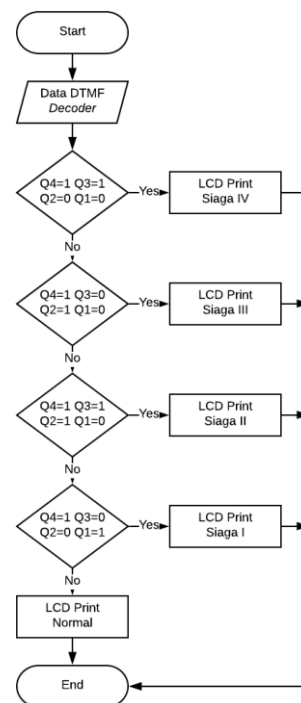 Start
Data DTMF
Decoder
Q4=1 Q3=1
Q2=0 Q1=0
Yes
LCD Print
Siaga IV
No
Q4=1 Q3=0
Q2=1 Q1=0
Yes
LCD Print
Siaga III
No
Q4=1 Q3=1
Q2=1 Q1=0
Yes
LCD Print
Siaga II
No
Q4=1 Q3=0
Q2=0 Q1=1
Yes
LCD Print
Siaga I
No
LCD Print
Normal
End